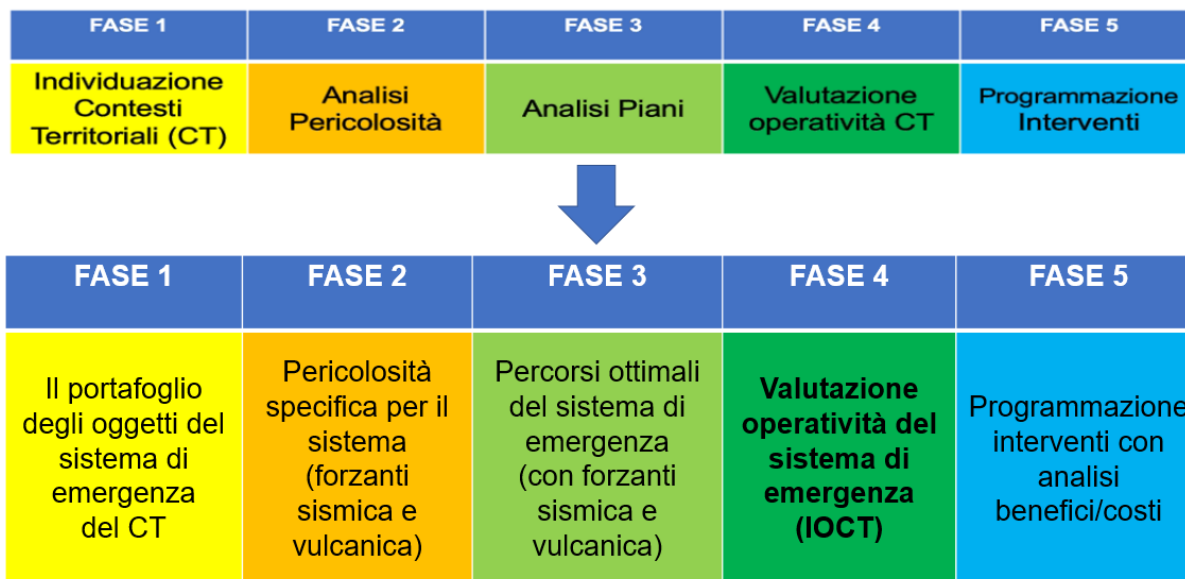 FASE 1
FASE 2
FASE 3
FASE 4
FASE 5
Individuazione
Contesti
Territoriali (CT)
Analisi
Pericolosità
Analisi Piani
Valutazione
operatività CT
Programmazione
Interventi
FASE 1
FASE 2
FASE 3
FASE 4
FASE 5
Il portafoglio
degli oggetti del
sistema di
emergenza
del CT
Pericolosità
specifica per il
sistema
(forzanti
sismica e
vulcanica)
Percorsi ottimali
del sistema di
emergenza
(con forzanti
sismica e
vulcanica)
Valutazione
operatività del
sistema di
emergenza
(IOCT)
Programmazione
interventi con
analisi
benefici/costi